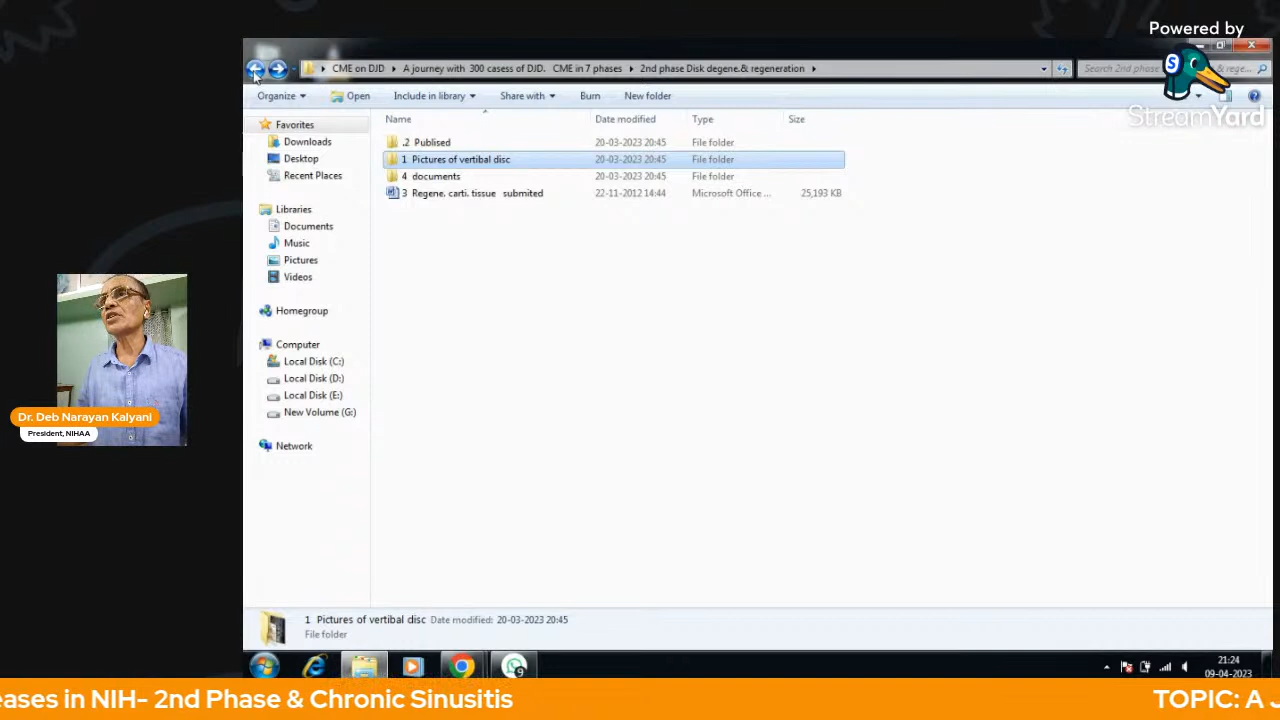 Powered by
StreamYard
CME on DJD
A journey with 300 casess of DJD. CME in 7 phases
2nd phase Disk degene.& regeneration
Organize
Open
Include in library
Share with
Burn
New folder
Name
Date modified
Type
Size
Favorites
Downloads
Desktop
Recent Places
Libraries
Documents
Music
Pictures
Videos
Homegroup
Computer
Local Disk (C:)
Local Disk (D:)
Local Disk (E:)
New Volume (G:)
Network
.2 Publised 20-03-2023 20:45 File folder
1 Pictures of vertibal disc 20-03-2023 20:45 File folder
4 documents 20-03-2023 20:45 File folder
3 Regene. carti. tissue submited 22-11-2012 14:44 Microsoft Office ... 25,193 KB
Dr. Deb Narayan Kalyani
President, NIHAA
1 Pictures of vertibal disc Date modified: 20-03-2023 20:45
File folder
9
21:24
09-04-2023
eases in NIH- 2nd Phase & Chronic Sinusitis
TOPIC: A J